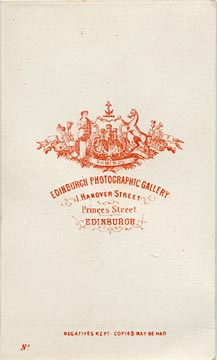 EDINBURGH PHOTOGRAPHIC GALLERY
1, HANOVER STREET
Princes Street
EDINBURGH
Nº
NEGATIVES KEPT COPIES MAY BE HAD